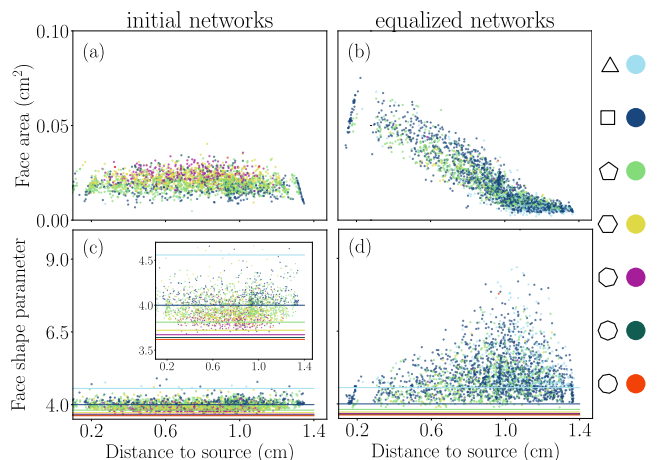 initial networks
equalized networks
Face area (cm²)
0.10
0.05
0.00
(a)
(b)
Face shape parameter
9.0
6.5
4.0
(c)
4.5
4.0
3.5
0.2
0.6
1.0
1.4
(d)
0.2
0.6
1.0
1.4
0.2
0.6
1.0
1.4
Distance to source (cm)
Distance to source (cm)